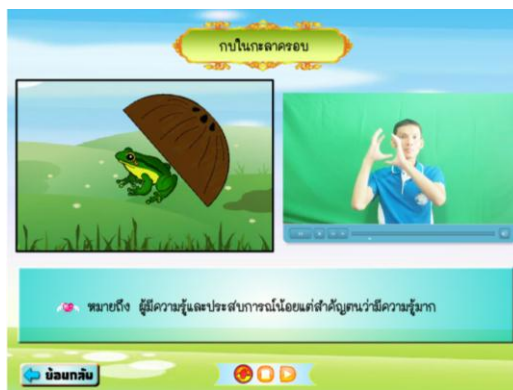 กบในกะลาครอบ
หมายถึง ผู้มีความรู้และประสบการณ์น้อยแต่สำคัญตนว่ามีความรู้มาก
ย้อนกลับ